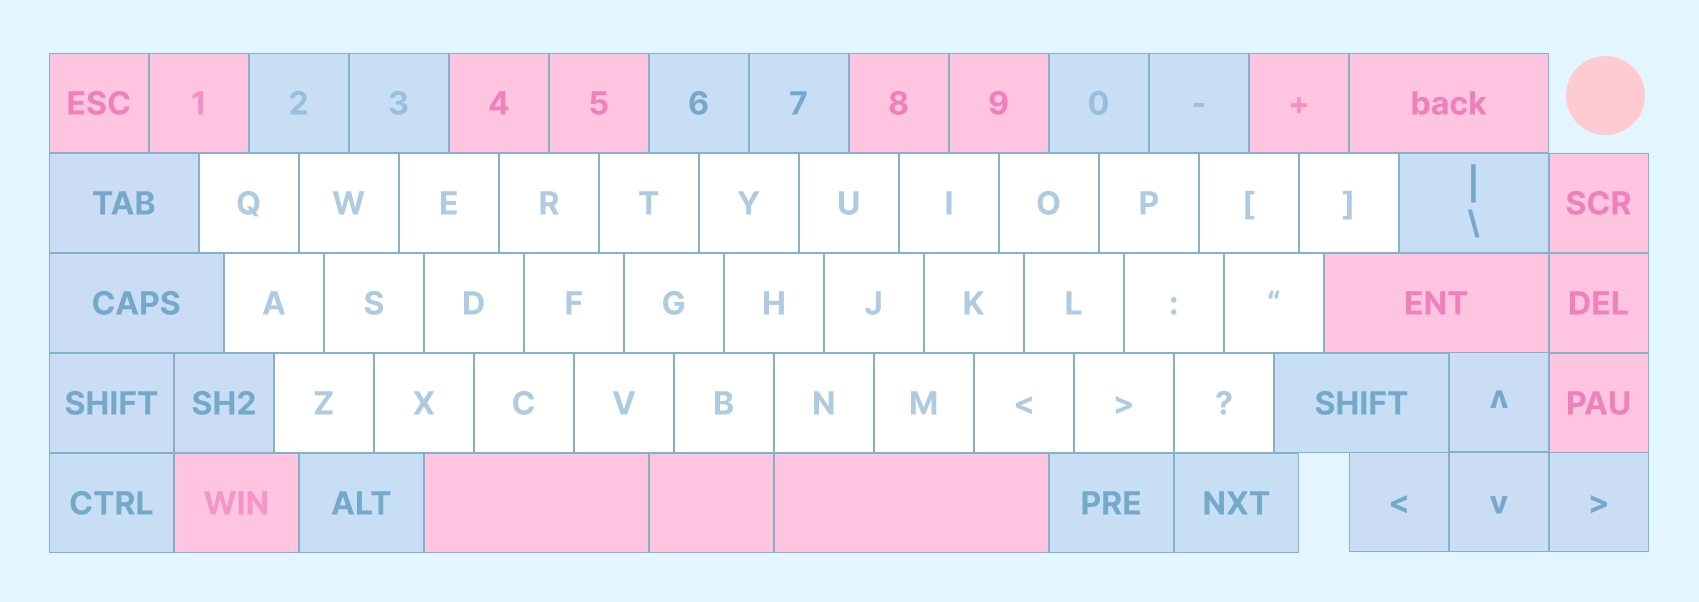 ESC 1 2 3 4 5 6 7 8 9 0 - + back
TAB Q W E R T Y U I O P [ ] | \ SCR
CAPS A S D F G H J K L : “ ENT DEL
SHIFT SH2 Z X C V B N M < > ? SHIFT ʌ PAU
CTRL WIN ALT PRE NXT < v >